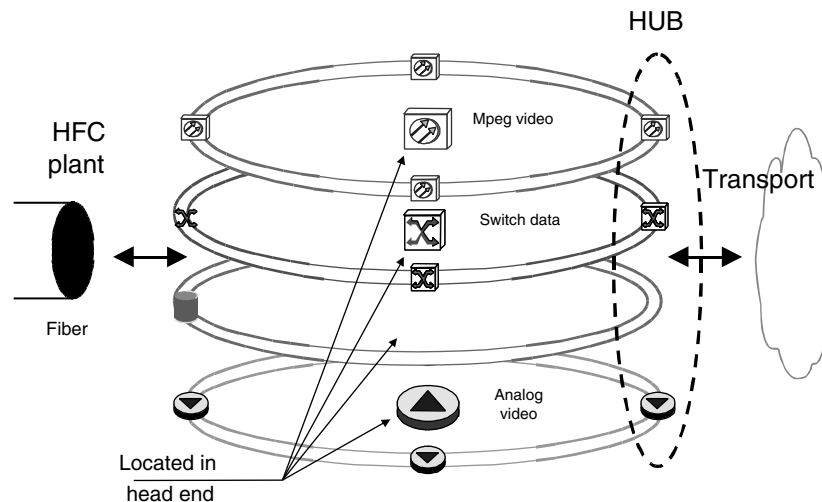 HUB
Mpeg video
HFC
plant
Transport
Switch data
Fiber
Analog
video
Located in
head end